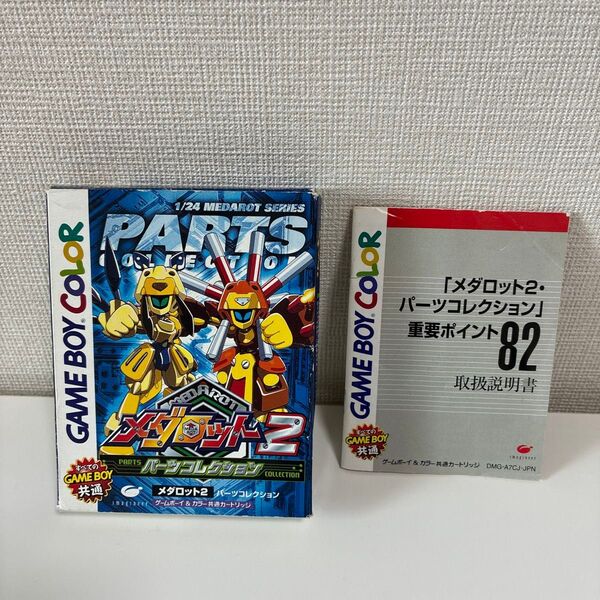 1/24 MEDAROT SERIES
PARTS
COLLECTION
GAME BOY COLOR
MEDAROT
メダロット2
PARTS
パーツコレクション
COLLECTION
すべての
GAME BOY
共通
imagineer
メダロット2 パーツコレクション
ゲームボーイ&カラー共通カートリッジ
GAME BOY COLOR
「メダロット2・
パーツコレクション」
重要ポイント82
取扱説明書
すべての
GAME BOY
共通
imagineer
ゲームボーイ&カラー共通カートリッジ DMG-A7CJ-JPN